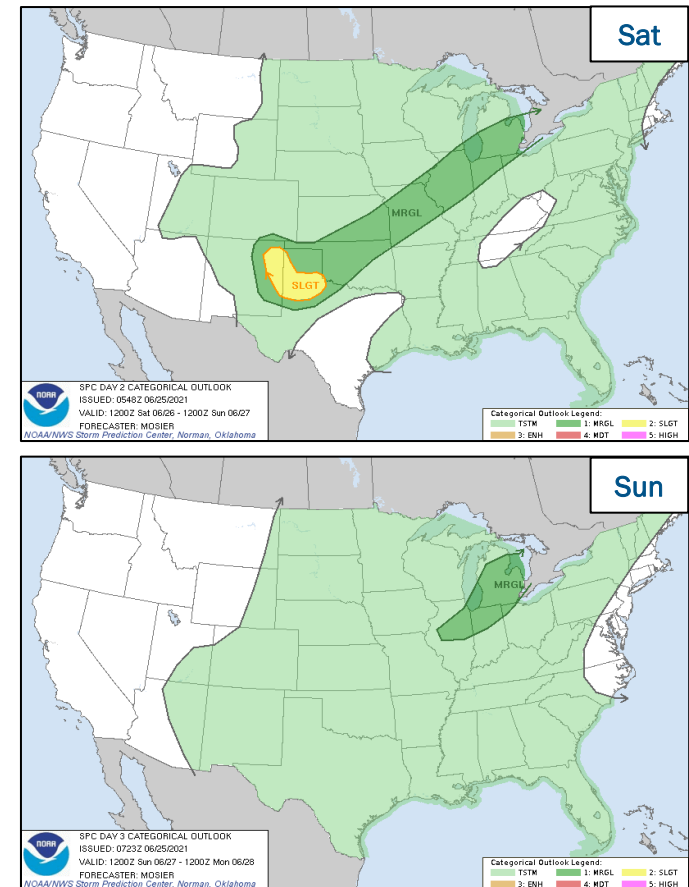 Sat
MRGL
SLGT
NOAA
SPC DAY 2 CATEGORICAL OUTLOOK
ISSUED: 0548Z 06/25/2021
VALID: 1200Z Sat 06/26 - 1200Z Sun 06/27
FORECASTER: MOSIER
NOAA/NWS Storm Prediction Center, Norman, Oklahoma
Categorical Outlook Legend:
TSTM 1: MRGL 2: SLGT
3: ENH 4: MDT 5: HIGH
Sun
MRGL
NOAA
SPC DAY 3 CATEGORICAL OUTLOOK
ISSUED: 0723Z 06/25/2021
VALID: 1200Z Sun 06/27 - 1200Z Mon 06/28
FORECASTER: MOSIER
NOAA/NWS Storm Prediction Center, Norman, Oklahoma
Categorical Outlook Legend:
TSTM 1: MRGL 2: SLGT
3: ENH 4: MDT 5: HIGH